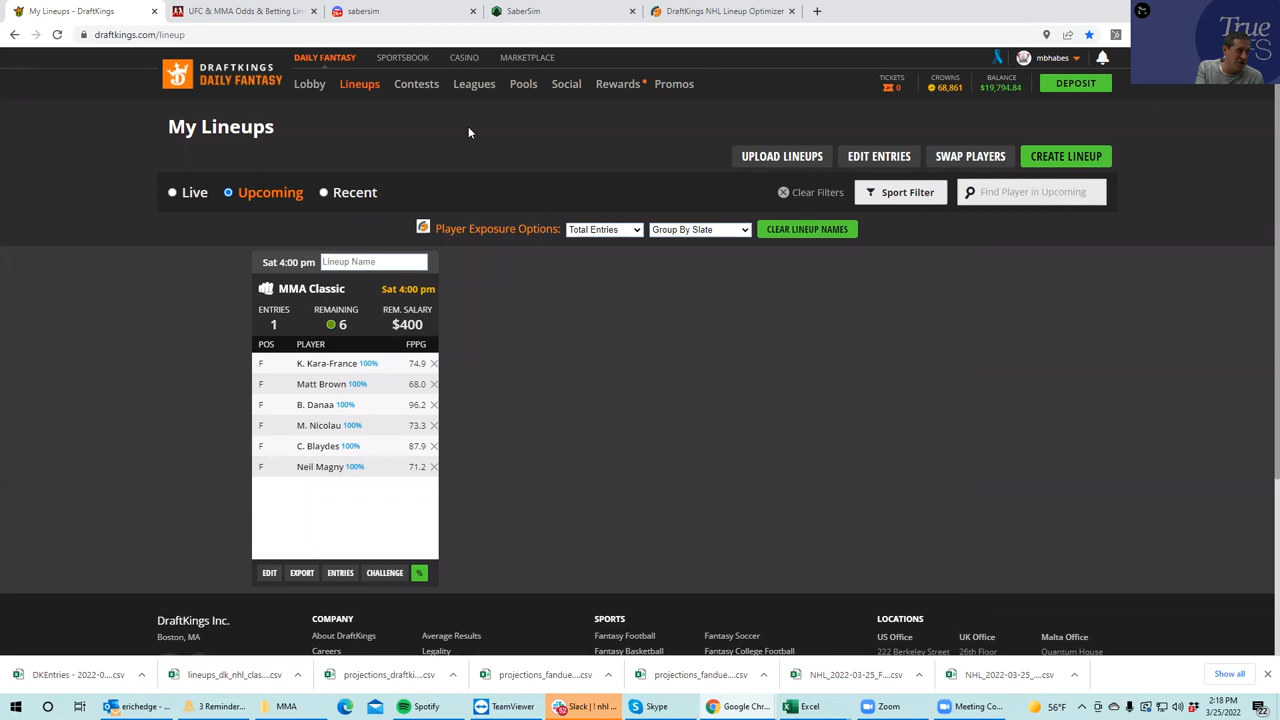 My Lineups - DraftKings
UFC & MMA Odds & Betting Lin
sabersim
SaberSim
DraftKings NHL Lineup Optimizer
draftkings.com/lineup
True
DAILY FANTASY SPORTSBOOK CASINO MARKETPLACE
mbhabes
DRAFTKINGS
DAILY FANTASY
Lobby Lineups Contests Leagues Pools Social Rewards Promos
TICKETS CROWNS BALANCE
0 68,861 $19,794.84
DEPOSIT
My Lineups
UPLOAD LINEUPS EDIT ENTRIES SWAP PLAYERS CREATE LINEUP
Live Upcoming Recent
Clear Filters Sport Filter Find Player in Upcoming
Player Exposure Options: Total Entries Group By Slate CLEAR LINEUP NAMES
Sat 4:00 pm Lineup Name
MMA Classic Sat 4:00 pm
ENTRIES REMAINING REM. SALARY
1 6 $400
POS PLAYER FPPG
F K. Kara-France 100% 74.9
F Matt Brown 100% 68.0
F B. Danaa 100% 96.2
F M. Nicolau 100% 73.3
F C. Blaydes 100% 87.9
F Neil Magny 100% 71.2
EDIT EXPORT ENTRIES CHALLENGE %
DraftKings Inc. COMPANY SPORTS LOCATIONS
Boston, MA About DraftKings Average Results Fantasy Football Fantasy Soccer US Office UK Office Malta Office
Careers Legality Fantasy Basketball Fantasy College Football 222 Berkeley Street 26th Floor Quantum House
DKEntries - 2022-0....csv lineups_dk_nhl_clas....csv projections_draftki....csv projections_fandue....csv projections_fandue....csv NHL_2022-03-25_F....csv NHL_2022-03-25_....csv Show all
erichedge 3 Reminder... MMA Spotify TeamViewer Slack | ! nhl ... Skype Google Chr... Excel Zoom Meeting Co... 56°F 2:18 PM
3/25/2022